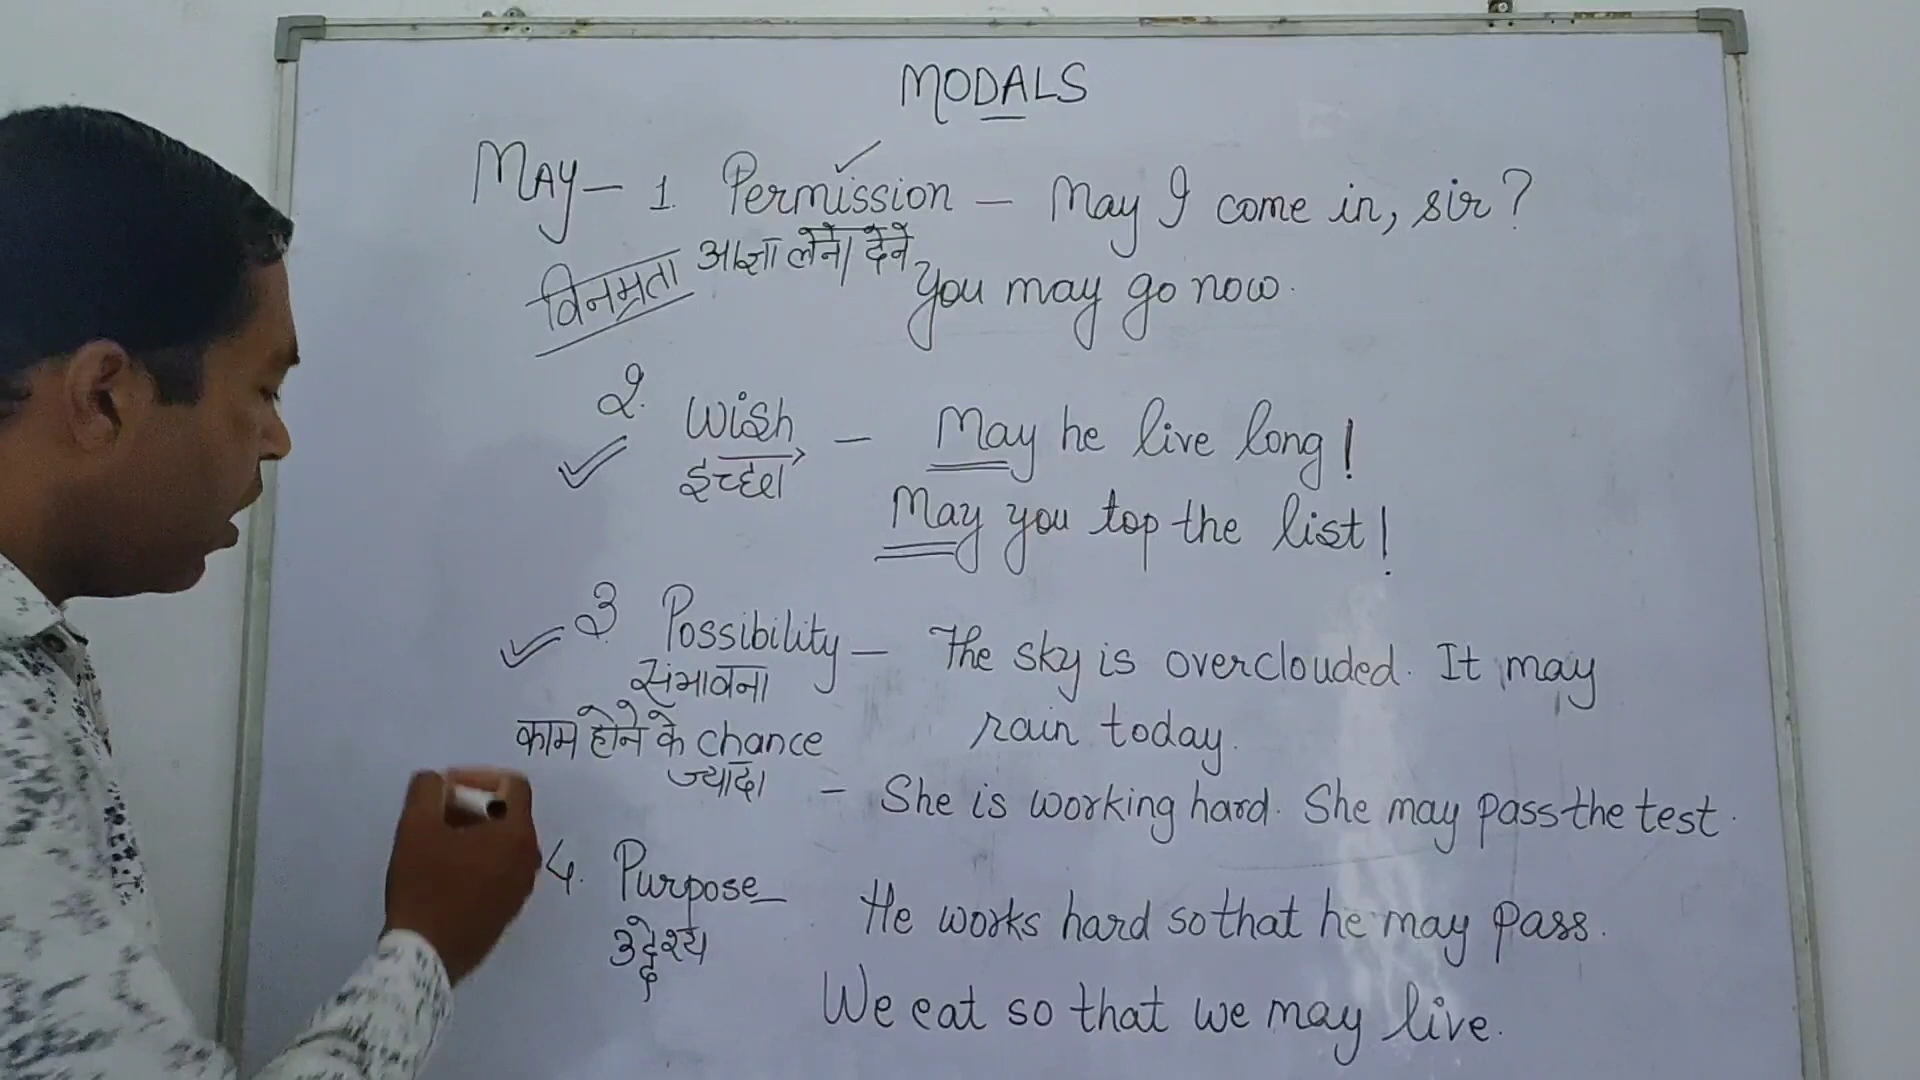 MODALS
MAY - 1. Permission - May I come in, sir?
विनम्रता आज्ञा लेने/देने You may go now.
2. Wish - May he live long!
इच्छा
May you top the list!
3. Possibility - The sky is overclouded. It may
संभावना
काम होने के chance rain today.
ज्यादा - She is working hard. She may pass the test.
4. Purpose - He works hard so that he may pass.
उद्देश्य
We eat so that we may live.